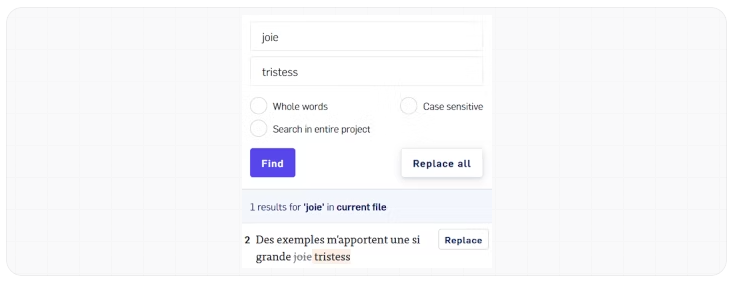 joie
tristess
Whole words Case sensitive
Search in entire project
Find Replace all
1 results for 'joie' in current file
2 Des exemples m'apportent une si Replace
grande joie tristess